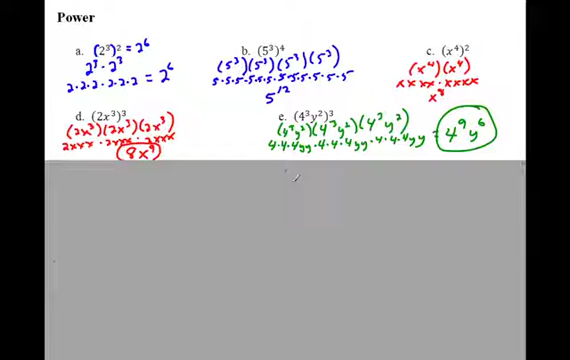 Power
a. (2³)² = 2⁶
2³ · 2³
2·2·2·2·2·2 = 2⁶
b. (5³)⁴
(5³)(5³)(5³)(5³)
5·5·5·5·5·5·5·5·5·5·5·5
5¹²
c. (x⁴)²
(x⁴)(x⁴)
xxxx·xxxx
x⁸
d. (2x³)³
(2x³)(2x³)(2x³)
2xxx·2xxx·2xxx
8x⁹
e. (4³y²)³
(4³y²)(4³y²)(4³y²)
4·4·4yy·4·4·4yy·4·4·4yy = 4⁹y⁶